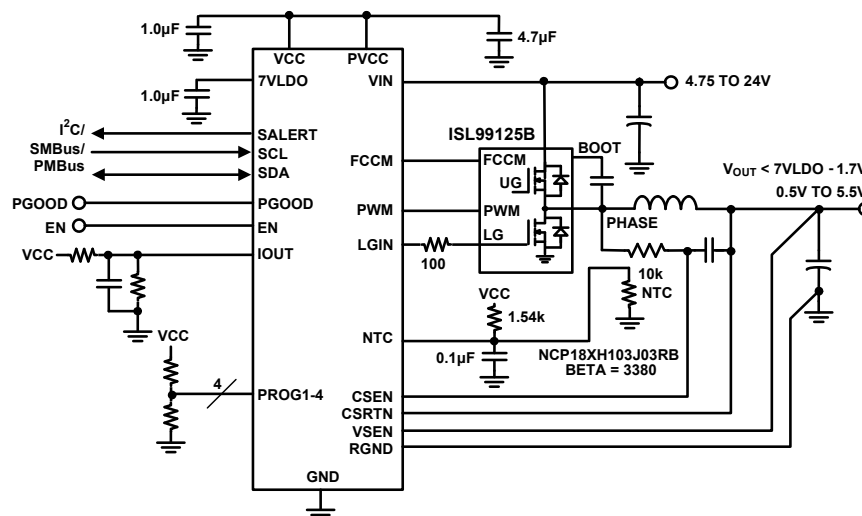 1.0µF
4.7µF
VCC
PVCC
7VLDO
VIN
4.75 TO 24V
1.0µF
I²C/
SMBus/
PMBus
SALERT
SCL
SDA
ISL99125B
BOOT
FCCM
FCCM
UG
VOUT < 7VLDO - 1.7V
0.5V TO 5.5V
PGOOD
PGOOD
PWM
PWM
PHASE
EN
EN
LGIN
LG
VCC
IOUT
100
10k
NTC
VCC
1.54k
VCC
NTC
0.1µF
NCP18XH103J03RB
BETA = 3380
4
PROG1-4
CSEN
CSRTN
VSEN
RGND
GND